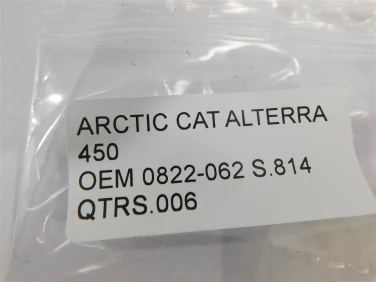 ARCTIC CAT ALTERRA
450
OEM 0822-062 S.814
QTRS.006